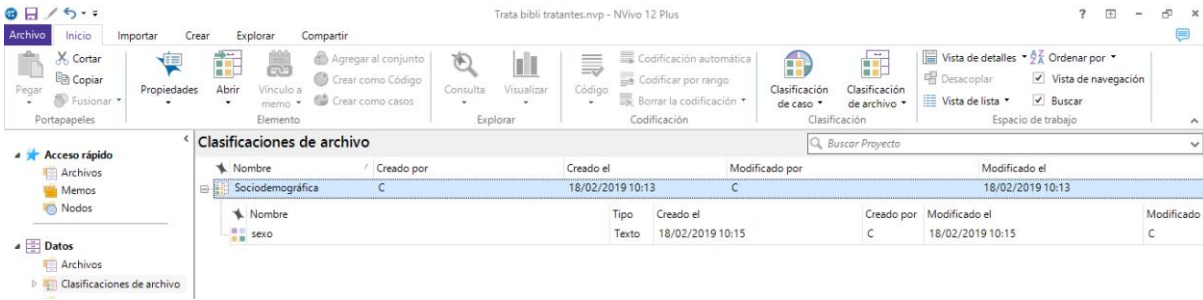 Trata bibli tratantes.nvp - NVivo 12 Plus
Archivo Inicio Importar Crear Explorar Compartir
Pegar
Cortar
Copiar
Fusionar
Portapapeles
Propiedades
Abrir
Vínculo a memo
Agregar al conjunto
Crear como Código
Crear como casos
Elemento
Consulta
Visualizar
Explorar
Código
Codificación automática
Codificar por rango
Borrar la codificación
Codificación
Clasificación de caso
Clasificación de archivo
Clasificación
Vista de detalles
Desacoplar
Vista de lista
Ordenar por
Vista de navegación
Buscar
Espacio de trabajo
Acceso rápido
Archivos
Memos
Nodos
Datos
Archivos
Clasificaciones de archivo
Clasificaciones de archivo
Buscar Proyecto
Nombre Creado por Creado el Modificado por Modificado el
Sociodemográfica C 18/02/2019 10:13 C 18/02/2019 10:13
Nombre Tipo Creado el Creado por Modificado el Modificado
sexo Texto 18/02/2019 10:15 C 18/02/2019 10:15 C